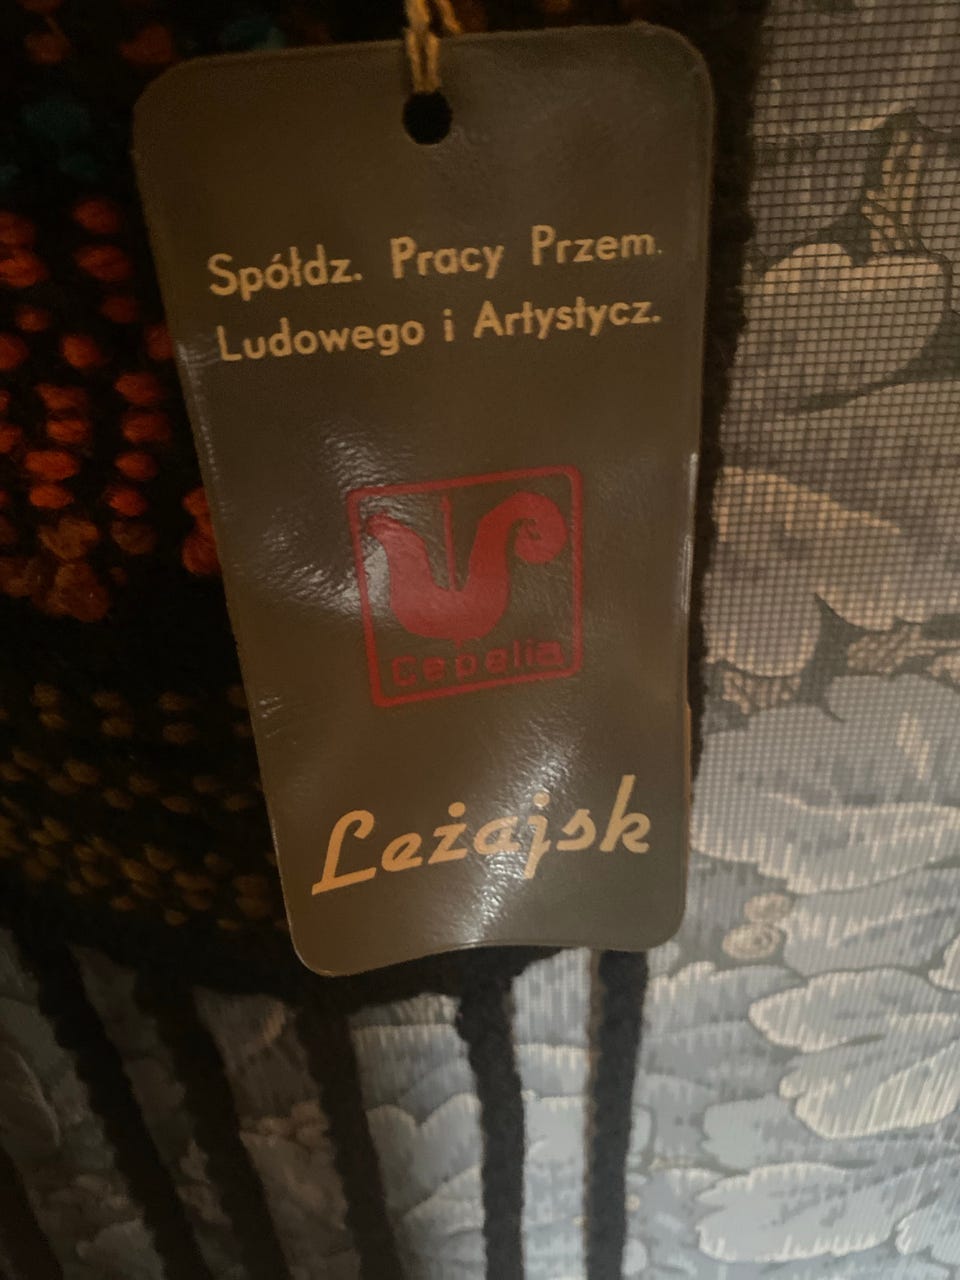 Spółdz. Pracy Przem.
Ludowego i Artystycz.
Cepelia
Leżajsk